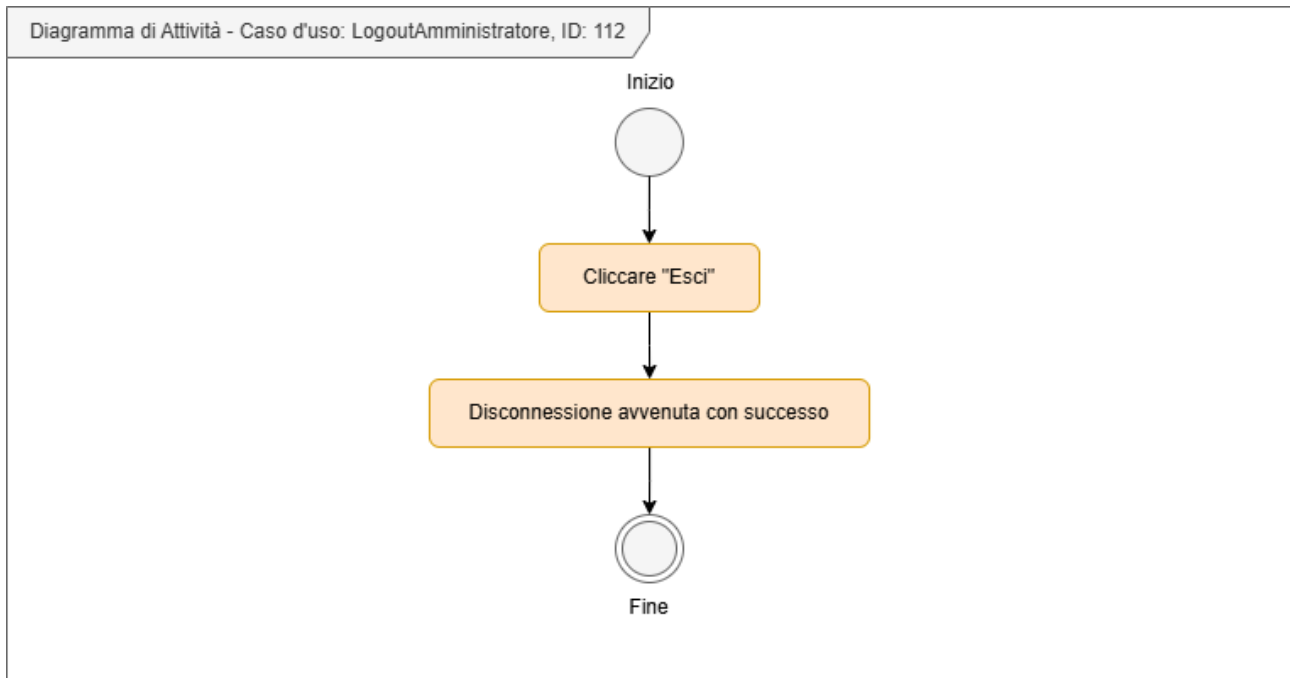 Diagramma di Attività - Caso d'uso: LogoutAmministratore, ID: 112
Inizio
Cliccare "Esci"
Disconnessione avvenuta con successo
Fine